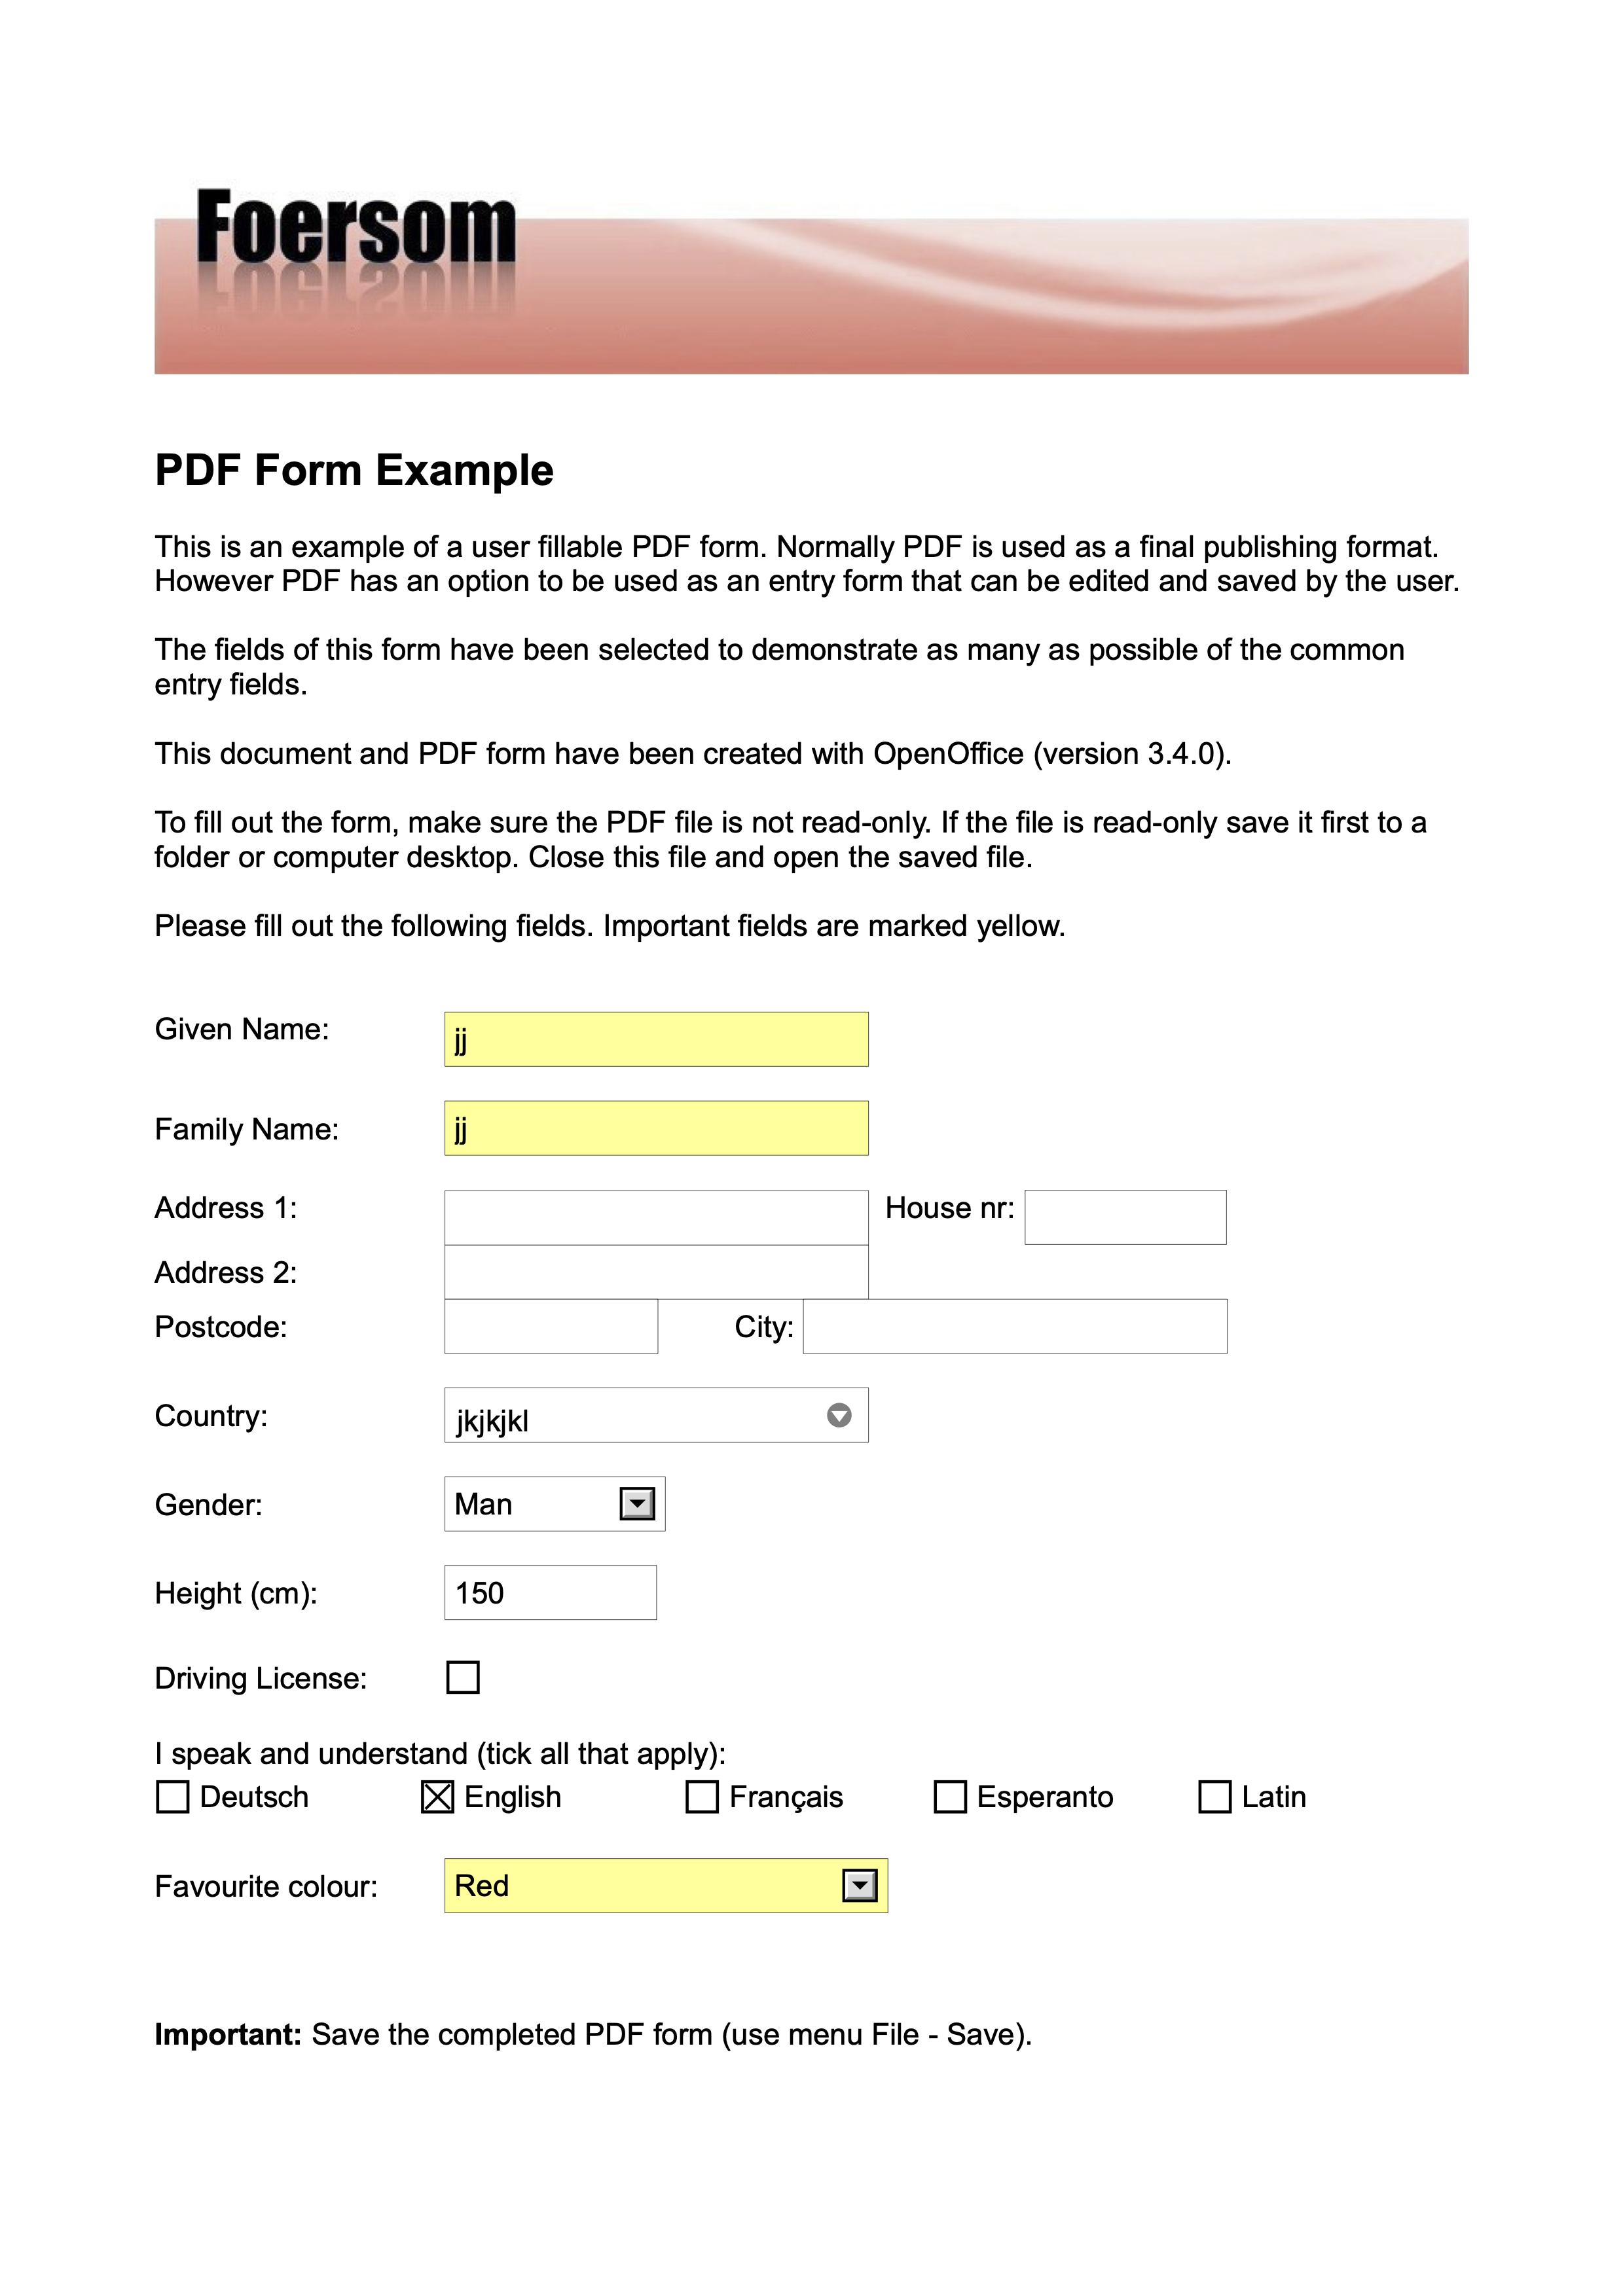 Foersom
PDF Form Example
This is an example of a user fillable PDF form. Normally PDF is used as a final publishing format.
However PDF has an option to be used as an entry form that can be edited and saved by the user.
The fields of this form have been selected to demonstrate as many as possible of the common
entry fields.
This document and PDF form have been created with OpenOffice (version 3.4.0).
To fill out the form, make sure the PDF file is not read-only. If the file is read-only save it first to a
folder or computer desktop. Close this file and open the saved file.
Please fill out the following fields. Important fields are marked yellow.
Given Name: jj
Family Name: jj
Address 1: House nr:
Address 2:
Postcode: City:
Country: jkjkjkl
Gender: Man
Height (cm): 150
Driving License:
I speak and understand (tick all that apply):
Deutsch English Français Esperanto Latin
Favourite colour: Red
Important: Save the completed PDF form (use menu File - Save).